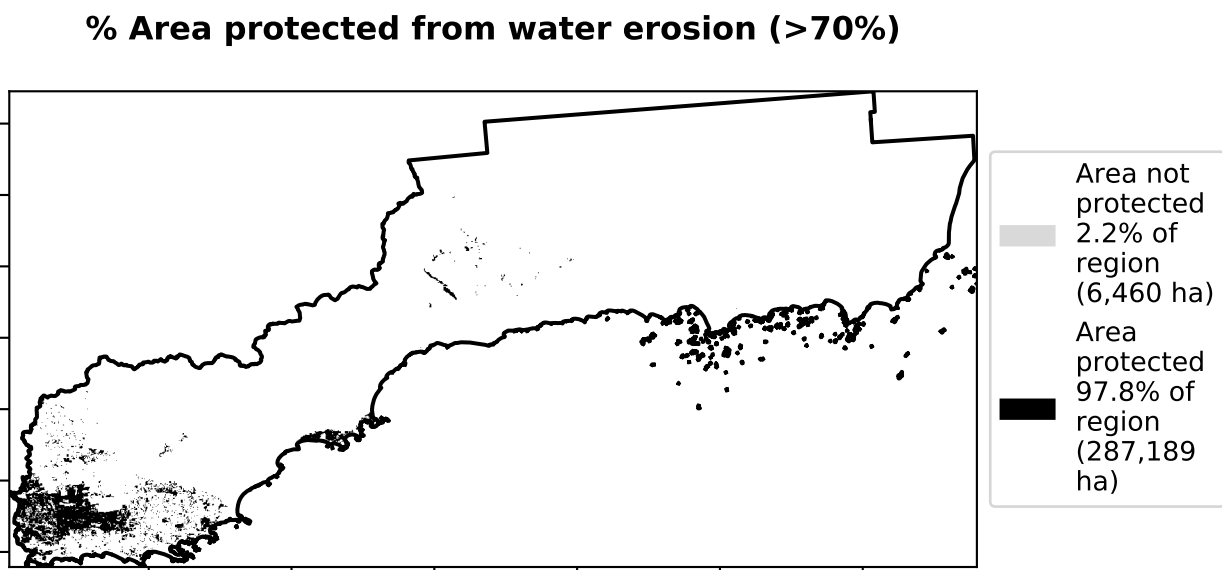 % Area protected from water erosion (>70%)
Area not
protected
2.2% of
region
(6,460 ha)
Area
protected
97.8% of
region
(287,189
ha)